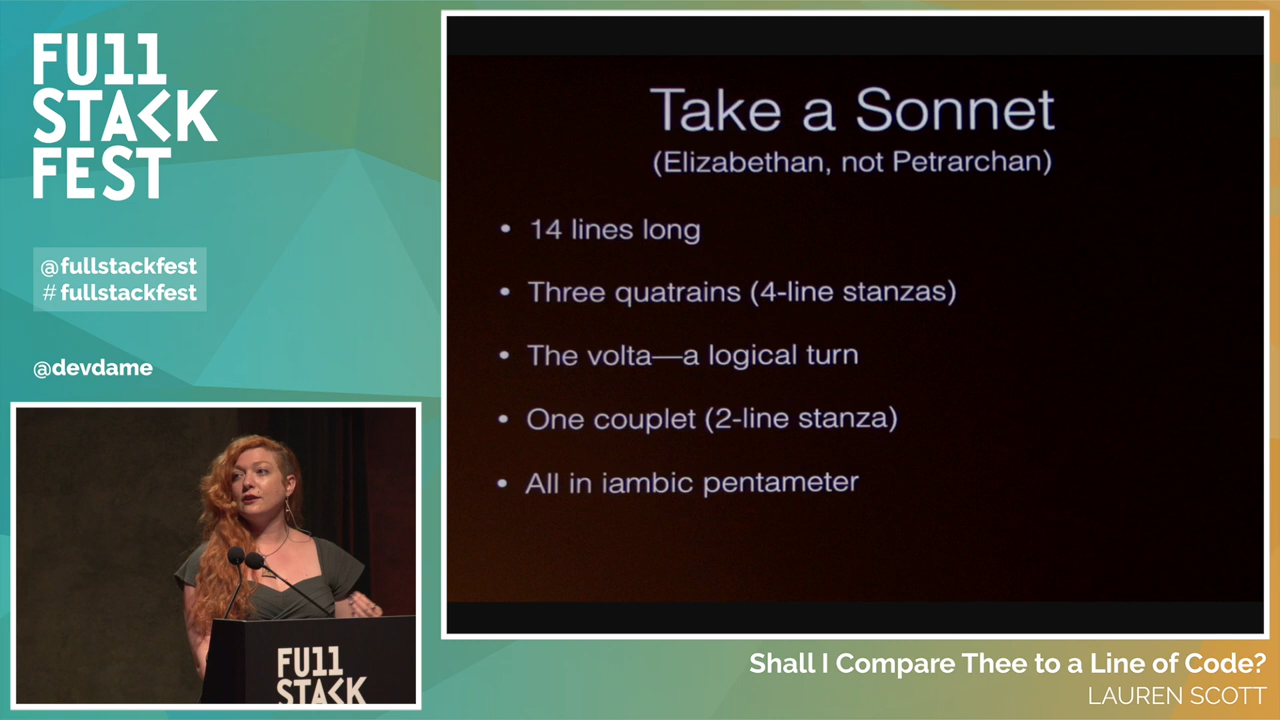 FU11
STACK
FEST
@fullstackfest
# fullstackfest
@devdame
FU11
STACK
Take a Sonnet
(Elizabethan, not Petrarchan)
• 14 lines long
• Three quatrains (4-line stanzas)
• The volta—a logical turn
• One couplet (2-line stanza)
• All in iambic pentameter
Shall I Compare Thee to a Line of Code?
LAUREN SCOTT